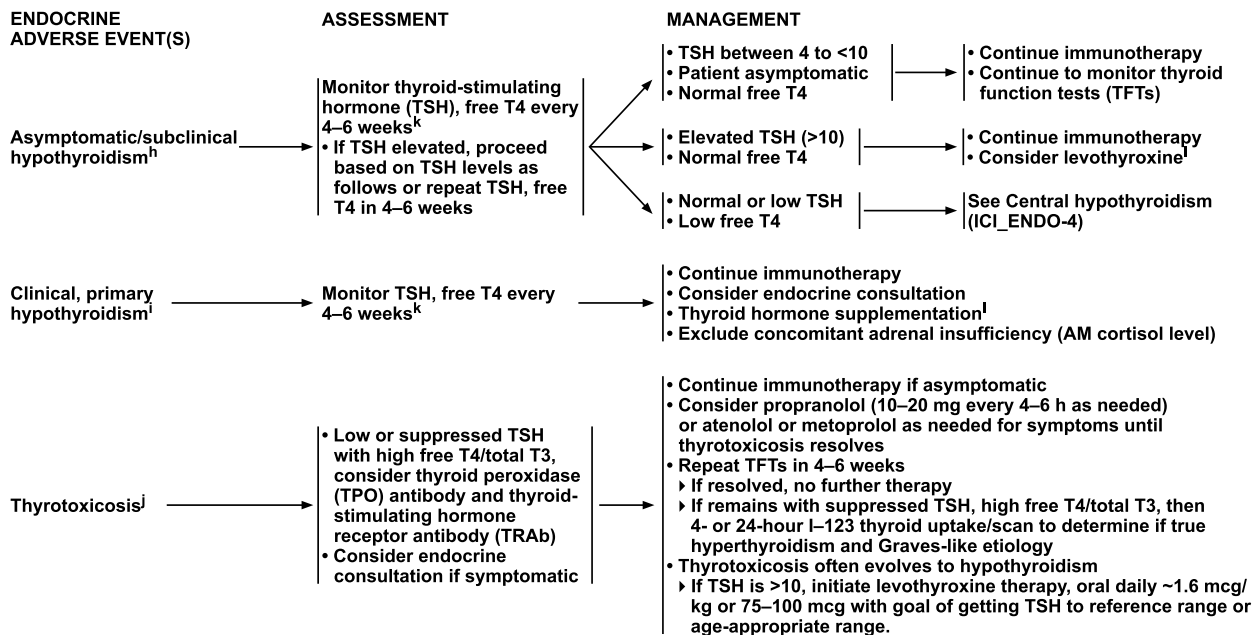 ENDOCRINE
ADVERSE EVENT(S)
ASSESSMENT
MANAGEMENT
Asymptomatic/subclinical
hypothyroidismʰ
Monitor thyroid-stimulating
hormone (TSH), free T4 every
4–6 weeksᵏ
• If TSH elevated, proceed
based on TSH levels as
follows or repeat TSH, free
T4 in 4–6 weeks
• TSH between 4 to <10
• Patient asymptomatic
• Normal free T4
• Continue immunotherapy
• Continue to monitor thyroid
function tests (TFTs)
• Elevated TSH (>10)
• Normal free T4
• Continue immunotherapy
• Consider levothyroxineˡ
• Normal or low TSH
• Low free T4
See Central hypothyroidism
(ICI_ENDO-4)
Clinical, primary
hypothyroidismⁱ
Monitor TSH, free T4 every
4–6 weeksᵏ
• Continue immunotherapy
• Consider endocrine consultation
• Thyroid hormone supplementationˡ
• Exclude concomitant adrenal insufficiency (AM cortisol level)
Thyrotoxicosisʲ
• Low or suppressed TSH
with high free T4/total T3,
consider thyroid peroxidase
(TPO) antibody and thyroid-
stimulating hormone
receptor antibody (TRAb)
• Consider endocrine
consultation if symptomatic
• Continue immunotherapy if asymptomatic
• Consider propranolol (10–20 mg every 4–6 h as needed)
or atenolol or metoprolol as needed for symptoms until
thyrotoxicosis resolves
• Repeat TFTs in 4–6 weeks
▸ If resolved, no further therapy
▸ If remains with suppressed TSH, high free T4/total T3, then
4- or 24-hour I–123 thyroid uptake/scan to determine if true
hyperthyroidism and Graves-like etiology
• Thyrotoxicosis often evolves to hypothyroidism
▸ If TSH is >10, initiate levothyroxine therapy, oral daily ~1.6 mcg/
kg or 75–100 mcg with goal of getting TSH to reference range or
age-appropriate range.